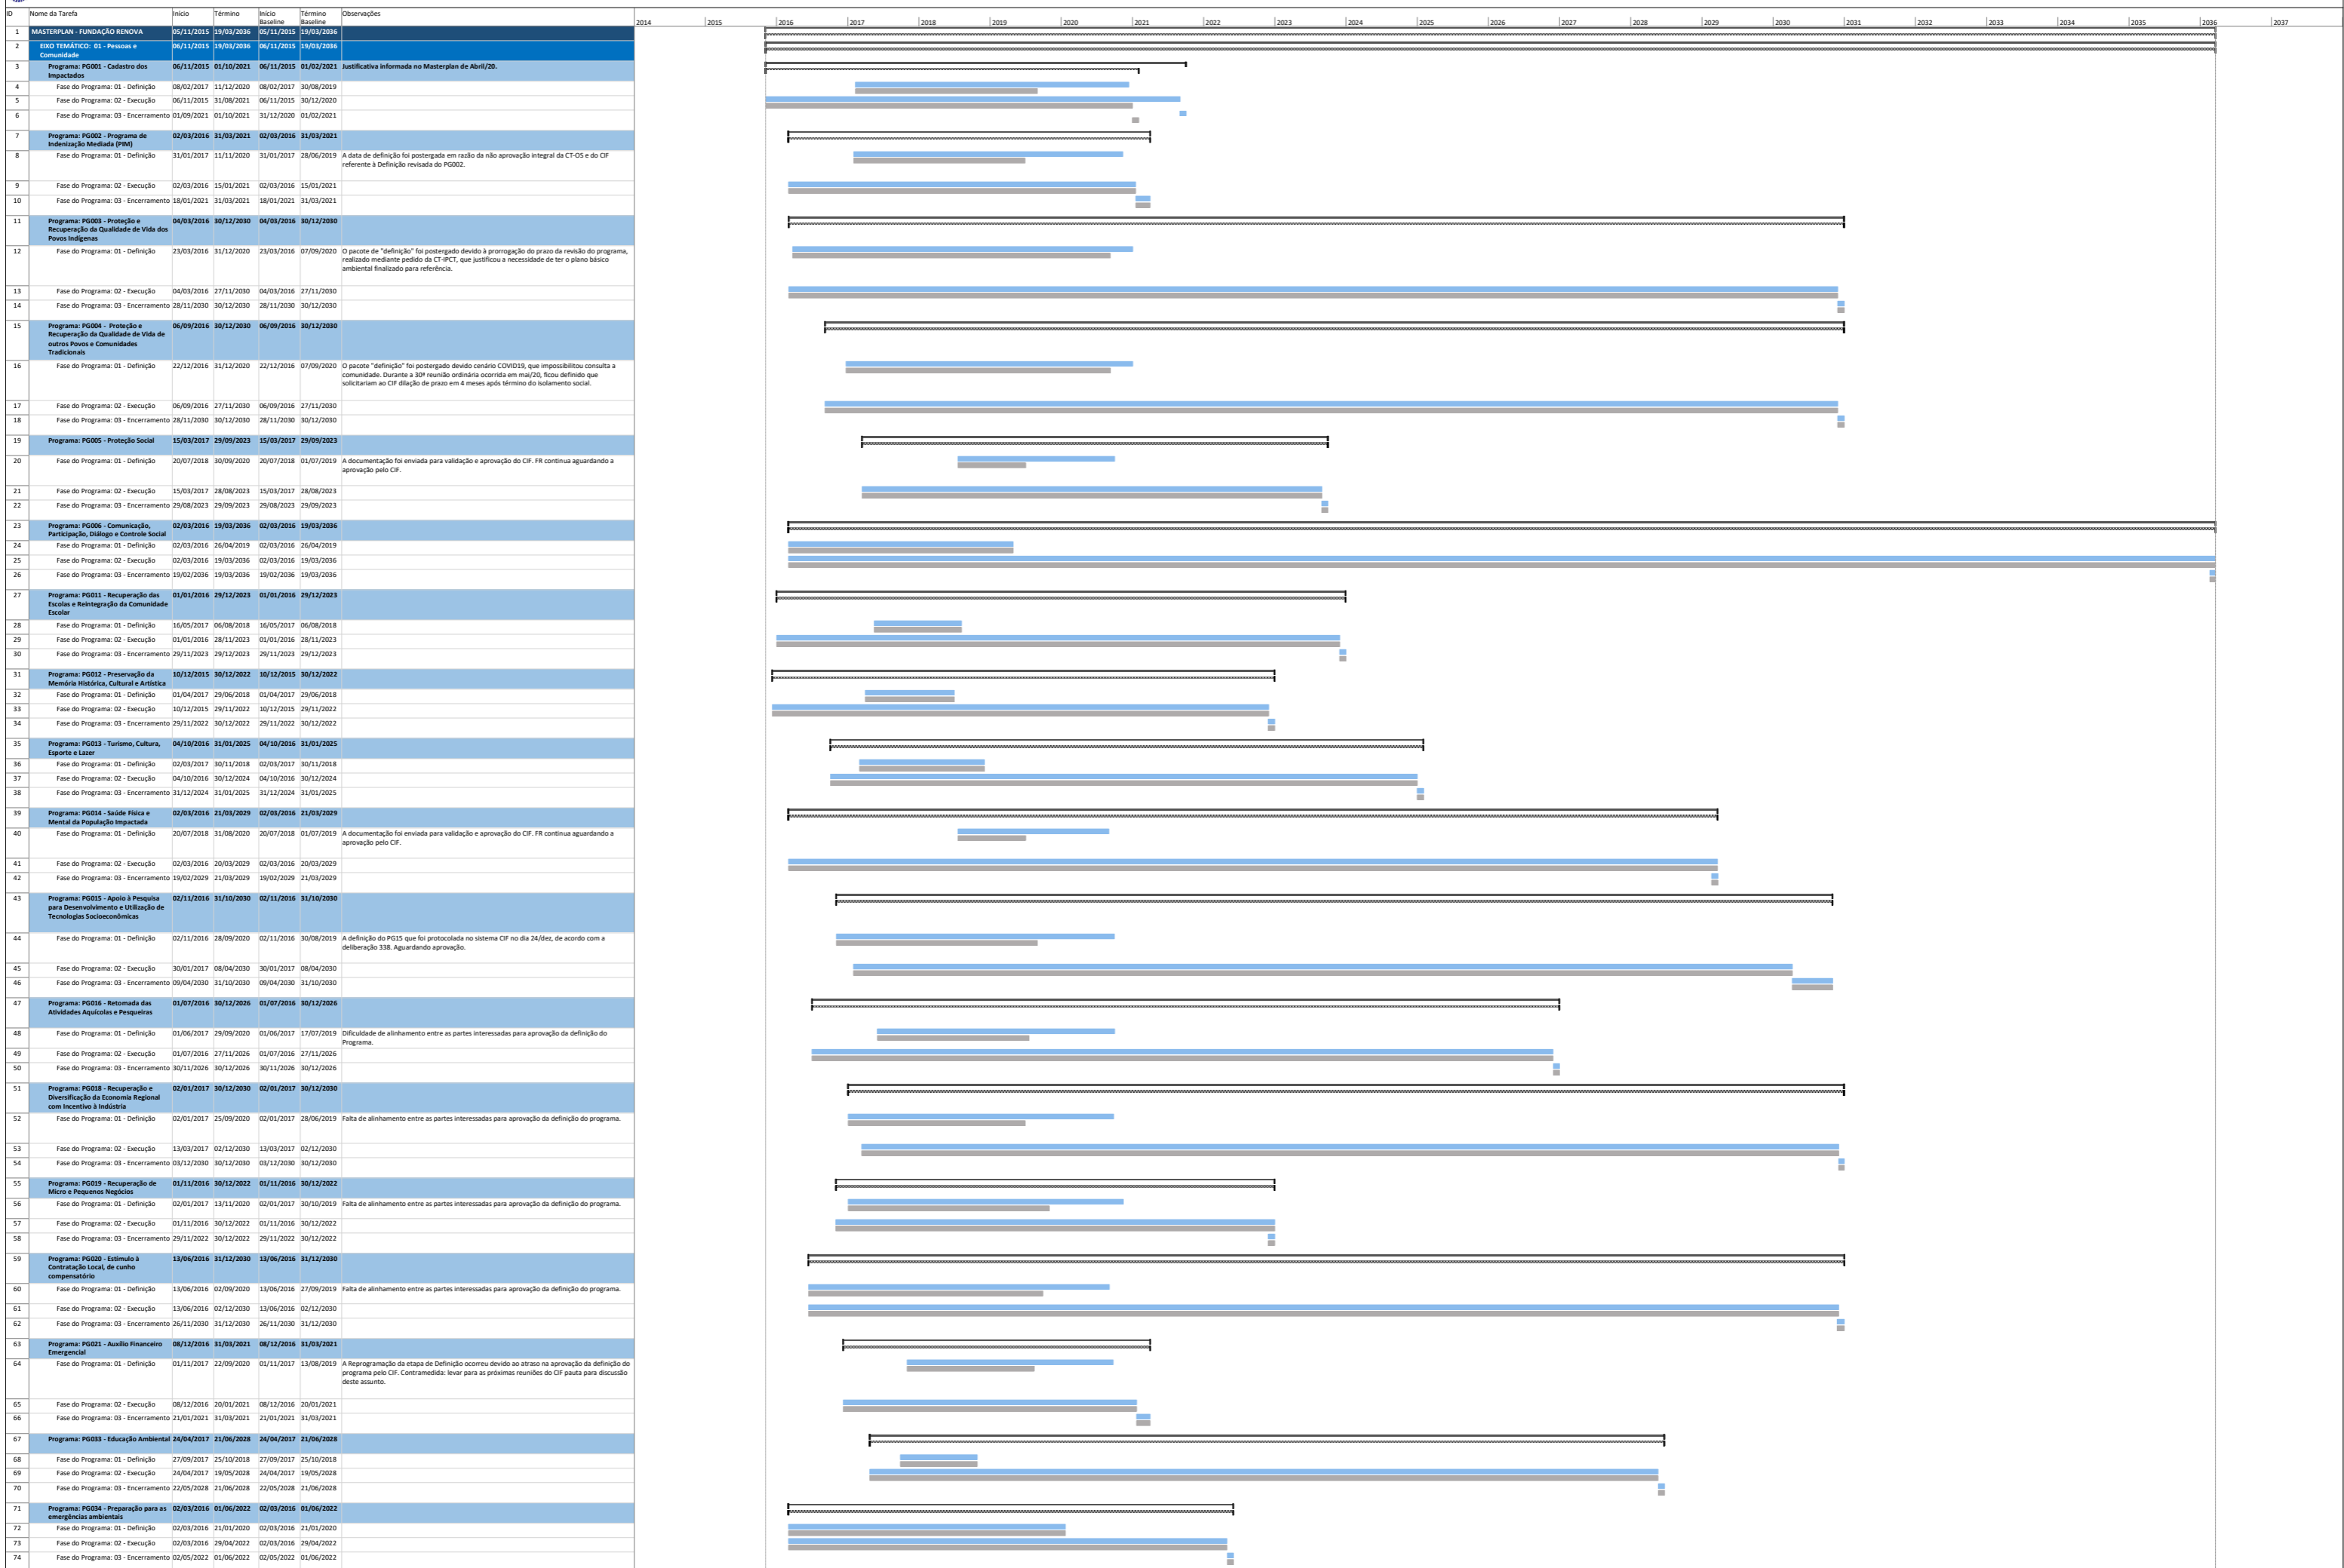 ID Nome da Tarefa Início Término Início Baseline Término Baseline Observações 2014 2015 2016 2017 2018 2019 2020 2021 2022 2023 2024 2025 2026 2027 2028 2029 2030 2031 2032 2033 2034 2035 2036 2037
1 MASTERPLAN - FUNDAÇÃO RENOVA 05/11/2015 19/03/2036 05/11/2015 19/03/2036
2 EIXO TEMÁTICO: 01 - Pessoas e Comunidade 06/11/2015 19/03/2036 06/11/2015 19/03/2036
3 Programa: PG001 - Cadastro dos Impactados 06/11/2015 01/10/2021 06/11/2015 01/02/2021 Justificativa informada no Masterplan de Abril/20.
4 Fase do Programa: 01 - Definição 08/02/2017 11/12/2020 08/02/2017 30/08/2019
5 Fase do Programa: 02 - Execução 06/11/2015 31/08/2021 06/11/2015 30/12/2020
6 Fase do Programa: 03 - Encerramento 01/09/2021 01/10/2021 31/12/2020 01/02/2021
7 Programa: PG002 - Programa de Indenização Mediada (PIM) 02/03/2016 31/03/2021 02/03/2016 31/03/2021
8 Fase do Programa: 01 - Definição 31/01/2017 11/11/2020 31/01/2017 28/06/2019 A data de definição foi postergada em razão da não aprovação integral da CT-OS e do CIF
referente à Definição revisada do PG002.
9 Fase do Programa: 02 - Execução 02/03/2016 15/01/2021 02/03/2016 15/01/2021
10 Fase do Programa: 03 - Encerramento 18/01/2021 31/03/2021 18/01/2021 31/03/2021
11 Programa: PG003 - Proteção e Recuperação da Qualidade de Vida dos Povos Indígenas 04/03/2016 30/12/2030 04/03/2016 30/12/2030
12 Fase do Programa: 01 - Definição 23/03/2016 31/12/2020 23/03/2016 07/09/2020 O pacote de "definição" foi postergado devido à prorrogação do prazo da revisão do programa,
realizado mediante pedido da CT-IPCT, que justificou a necessidade de ter o plano básico
ambiental finalizado para referência.
13 Fase do Programa: 02 - Execução 04/03/2016 27/11/2030 04/03/2016 27/11/2030
14 Fase do Programa: 03 - Encerramento 28/11/2030 30/12/2030 28/11/2030 30/12/2030
15 Programa: PG004 - Proteção e Recuperação da Qualidade de Vida de outros Povos e Comunidades Tradicionais 06/09/2016 30/12/2030 06/09/2016 30/12/2030
16 Fase do Programa: 01 - Definição 22/12/2016 31/12/2020 22/12/2016 07/09/2020 O pacote "definição" foi postergado devido cenário COVID19, que impossibilitou consulta a
comunidade. Durante a 30ª reunião ordinária ocorrida em mai/20, ficou definido que
solicitariam ao CIF dilação de prazo em 4 meses após término do isolamento social.
17 Fase do Programa: 02 - Execução 06/09/2016 27/11/2030 06/09/2016 27/11/2030
18 Fase do Programa: 03 - Encerramento 28/11/2030 30/12/2030 28/11/2030 30/12/2030
19 Programa: PG005 - Proteção Social 15/03/2017 29/09/2023 15/03/2017 29/09/2023
20 Fase do Programa: 01 - Definição 20/07/2018 30/09/2020 20/07/2018 01/07/2019 A documentação foi enviada para validação e aprovação do CIF. FR continua aguardando a
aprovação pelo CIF.
21 Fase do Programa: 02 - Execução 15/03/2017 28/08/2023 15/03/2017 28/08/2023
22 Fase do Programa: 03 - Encerramento 29/08/2023 29/09/2023 29/08/2023 29/09/2023
23 Programa: PG006 - Comunicação, Participação, Diálogo e Controle Social 02/03/2016 19/03/2036 02/03/2016 19/03/2036
24 Fase do Programa: 01 - Definição 02/03/2016 26/04/2019 02/03/2016 26/04/2019
25 Fase do Programa: 02 - Execução 02/03/2016 19/03/2036 02/03/2016 19/03/2036
26 Fase do Programa: 03 - Encerramento 19/02/2036 19/03/2036 19/02/2036 19/03/2036
27 Programa: PG011 - Recuperação das Escolas e Reintegração da Comunidade Escolar 01/01/2016 29/12/2023 01/01/2016 29/12/2023
28 Fase do Programa: 01 - Definição 16/05/2017 06/08/2018 16/05/2017 06/08/2018
29 Fase do Programa: 02 - Execução 01/01/2016 28/11/2023 01/01/2016 28/11/2023
30 Fase do Programa: 03 - Encerramento 29/11/2023 29/12/2023 29/11/2023 29/12/2023
31 Programa: PG012 - Preservação da Memória Histórica, Cultural e Artística 10/12/2015 30/12/2022 10/12/2015 30/12/2022
32 Fase do Programa: 01 - Definição 01/04/2017 29/06/2018 01/04/2017 29/06/2018
33 Fase do Programa: 02 - Execução 10/12/2015 29/11/2022 10/12/2015 29/11/2022
34 Fase do Programa: 03 - Encerramento 29/11/2022 30/12/2022 29/11/2022 30/12/2022
35 Programa: PG013 - Turismo, Cultura, Esporte e Lazer 04/10/2016 31/01/2025 04/10/2016 31/01/2025
36 Fase do Programa: 01 - Definição 02/03/2017 30/11/2018 02/03/2017 30/11/2018
37 Fase do Programa: 02 - Execução 04/10/2016 30/12/2024 04/10/2016 30/12/2024
38 Fase do Programa: 03 - Encerramento 31/12/2024 31/01/2025 31/12/2024 31/01/2025
39 Programa: PG014 - Saúde Física e Mental da População Impactada 02/03/2016 21/03/2029 02/03/2016 21/03/2029
40 Fase do Programa: 01 - Definição 20/07/2018 31/08/2020 20/07/2018 01/07/2019 A documentação foi enviada para validação e aprovação do CIF. FR continua aguardando a
aprovação pelo CIF.
41 Fase do Programa: 02 - Execução 02/03/2016 20/03/2029 02/03/2016 20/03/2029
42 Fase do Programa: 03 - Encerramento 19/02/2029 21/03/2029 19/02/2029 21/03/2029
43 Programa: PG015 - Apoio à Pesquisa para Desenvolvimento e Utilização de Tecnologias Socioeconômicas 02/11/2016 31/10/2030 02/11/2016 31/10/2030
44 Fase do Programa: 01 - Definição 02/11/2016 28/09/2020 02/11/2016 30/08/2019 A definição do PG15 que foi protocolada no sistema CIF no dia 24/dez, de acordo com a
deliberação 338. Aguardando aprovação.
45 Fase do Programa: 02 - Execução 30/01/2017 08/04/2030 30/01/2017 08/04/2030
46 Fase do Programa: 03 - Encerramento 09/04/2030 31/10/2030 09/04/2030 31/10/2030
47 Programa: PG016 - Retomada das Atividades Aquícolas e Pesqueiras 01/07/2016 30/12/2026 01/07/2016 30/12/2026
48 Fase do Programa: 01 - Definição 01/06/2017 29/09/2020 01/06/2017 17/07/2019 Dificuldade de alinhamento entre as partes interessadas para aprovação da definição do
Programa.
49 Fase do Programa: 02 - Execução 01/07/2016 27/11/2026 01/07/2016 27/11/2026
50 Fase do Programa: 03 - Encerramento 30/11/2026 30/12/2026 30/11/2026 30/12/2026
51 Programa: PG018 - Recuperação e Diversificação da Economia Regional com Incentivo à Indústria 02/01/2017 30/12/2030 02/01/2017 30/12/2030
52 Fase do Programa: 01 - Definição 02/01/2017 25/09/2020 02/01/2017 28/06/2019 Falta de alinhamento entre as partes interessadas para aprovação da definição do programa.
53 Fase do Programa: 02 - Execução 13/03/2017 02/12/2030 13/03/2017 02/12/2030
54 Fase do Programa: 03 - Encerramento 03/12/2030 30/12/2030 03/12/2030 30/12/2030
55 Programa: PG019 - Recuperação de Micro e Pequenos Negócios 01/11/2016 30/12/2022 01/11/2016 30/12/2022
56 Fase do Programa: 01 - Definição 02/01/2017 13/11/2020 02/01/2017 30/10/2019 Falta de alinhamento entre as partes interessadas para aprovação da definição do programa.
57 Fase do Programa: 02 - Execução 01/11/2016 30/12/2022 01/11/2016 30/12/2022
58 Fase do Programa: 03 - Encerramento 29/11/2022 30/12/2022 29/11/2022 30/12/2022
59 Programa: PG020 - Estímulo à Contratação Local, de cunho compensatório 13/06/2016 31/12/2030 13/06/2016 31/12/2030
60 Fase do Programa: 01 - Definição 13/06/2016 02/09/2020 13/06/2016 27/09/2019 Falta de alinhamento entre as partes interessadas para aprovação da definição do programa.
61 Fase do Programa: 02 - Execução 13/06/2016 02/12/2030 13/06/2016 02/12/2030
62 Fase do Programa: 03 - Encerramento 26/11/2030 31/12/2030 26/11/2030 31/12/2030
63 Programa: PG021 - Auxílio Financeiro Emergencial 08/12/2016 31/03/2021 08/12/2016 31/03/2021
64 Fase do Programa: 01 - Definição 01/11/2017 22/09/2020 01/11/2017 13/08/2019 A Reprogramação da etapa de Definição ocorreu devido ao atraso na aprovação da definição do
programa pelo CIF. Contramedida: levar para as próximas reuniões do CIF pauta para discussão
deste assunto.
65 Fase do Programa: 02 - Execução 08/12/2016 20/01/2021 08/12/2016 20/01/2021
66 Fase do Programa: 03 - Encerramento 21/01/2021 31/03/2021 21/01/2021 31/03/2021
67 Programa: PG033 - Educação Ambiental 24/04/2017 21/06/2028 24/04/2017 21/06/2028
68 Fase do Programa: 01 - Definição 27/09/2017 25/10/2018 27/09/2017 25/10/2018
69 Fase do Programa: 02 - Execução 24/04/2017 19/05/2028 24/04/2017 19/05/2028
70 Fase do Programa: 03 - Encerramento 22/05/2028 21/06/2028 22/05/2028 21/06/2028
71 Programa: PG034 - Preparação para as emergências ambientais 02/03/2016 01/06/2022 02/03/2016 01/06/2022
72 Fase do Programa: 01 - Definição 02/03/2016 21/01/2020 02/03/2016 21/01/2020
73 Fase do Programa: 02 - Execução 02/03/2016 29/04/2022 02/03/2016 29/04/2022
74 Fase do Programa: 03 - Encerramento 02/05/2022 01/06/2022 02/05/2022 01/06/2022